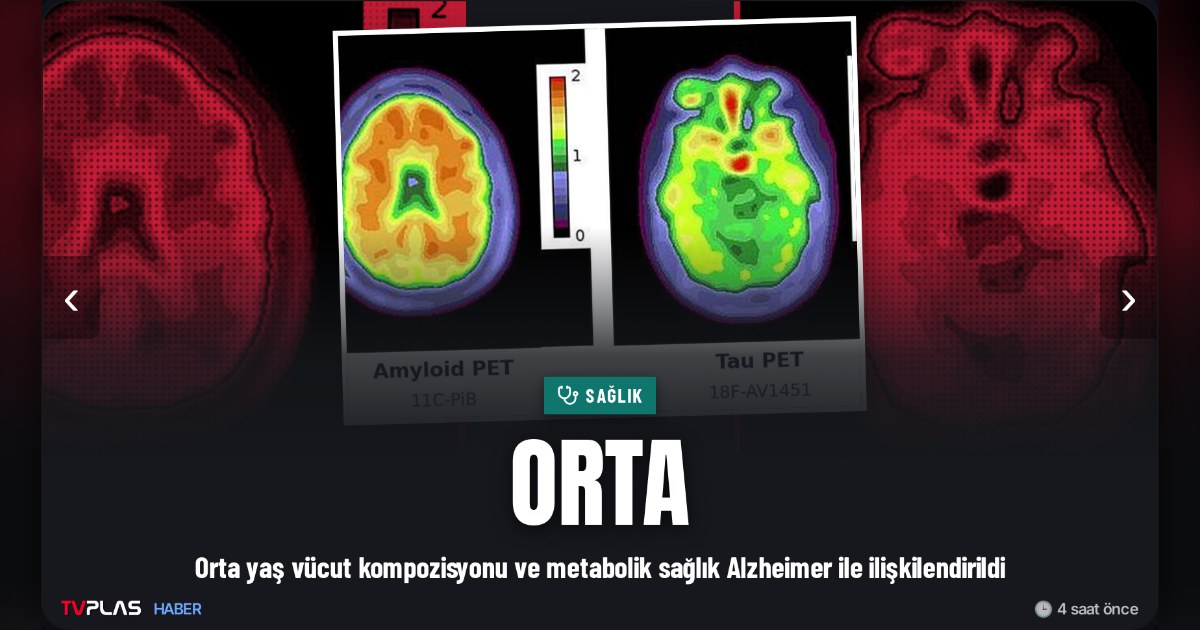 2
2
1
0
Amyloid PET
11C-PiB
Tau PET
18F-AV1451
SAĞLIK
ORTA
Orta yaş vücut kompozisyonu ve metabolik sağlık Alzheimer ile ilişkilendirildi
TVPLAS HABER
4 saat önce